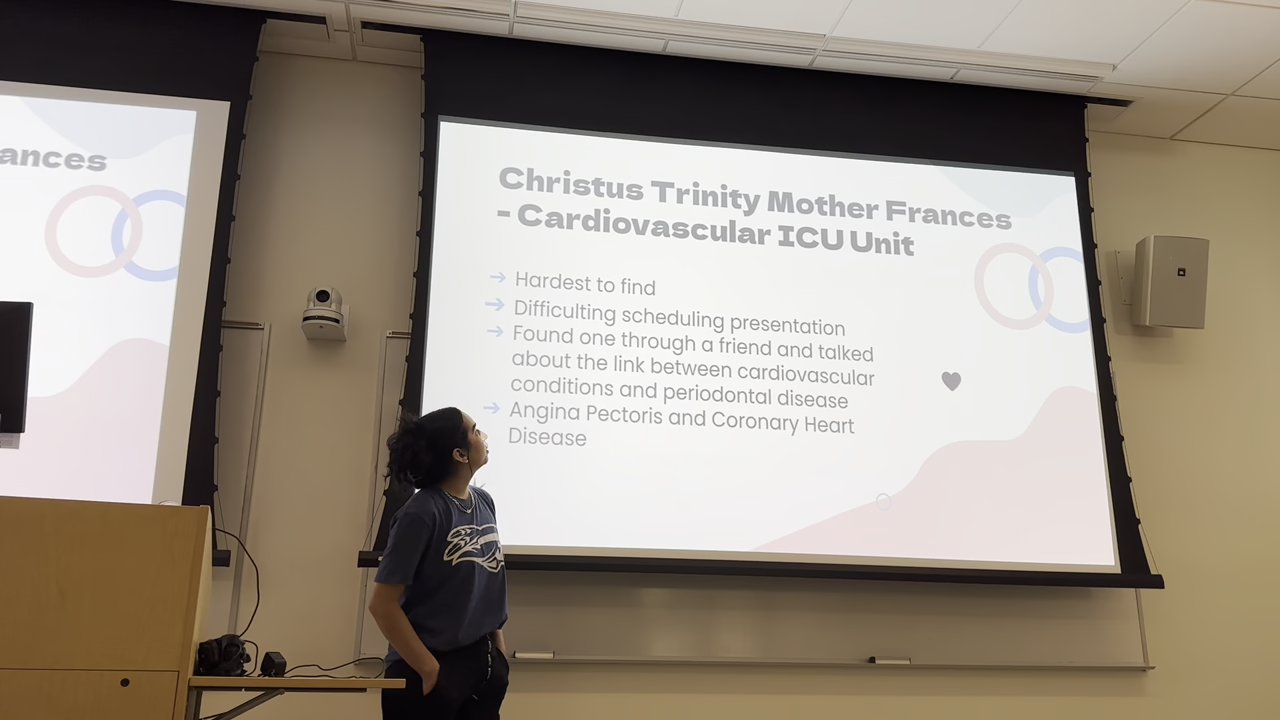 ances
Christus Trinity Mother Frances
- Cardiovascular ICU Unit
→ Hardest to find
→ Difficulting scheduling presentation
→ Found one through a friend and talked
about the link between cardiovascular
conditions and periodontal disease
→ Angina Pectoris and Coronary Heart
Disease